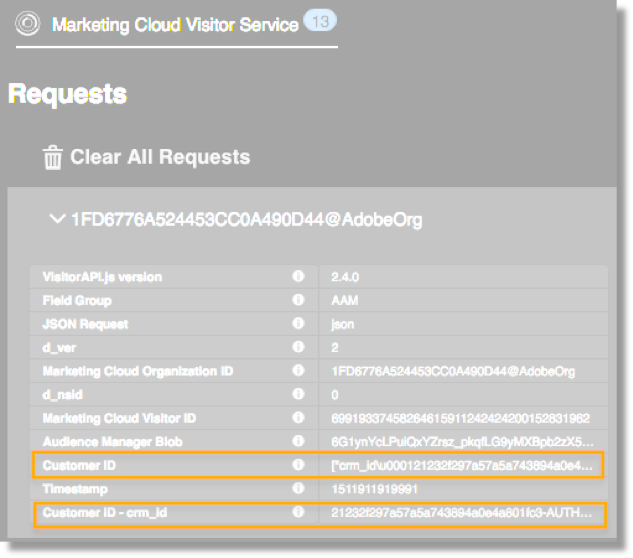 Marketing Cloud Visitor Service 13
Requests
Clear All Requests
1FD6776A524453CC0A490D44@AdobeOrg
VisitorAPI.js version 2.4.0
Field Group AAM
JSON Request json
d_ver 2
Marketing Cloud Organization ID 1FD6776A524453CC0A490D44@AdobeOrg
d_nsid 0
Marketing Cloud Visitor ID 69919337458264615911242424200152831962
Audience Manager Blob 6G1ynYcLPuiQxYZrsz_pkqfLG9yMXBpb2zX5...
Customer ID ["crm_id\u000121232f297a57a5a743894a0e4...
Timestamp 1511911919991
Customer ID - crm_id 21232f297a57a5a743894a0e4a801fc3-AUTH...